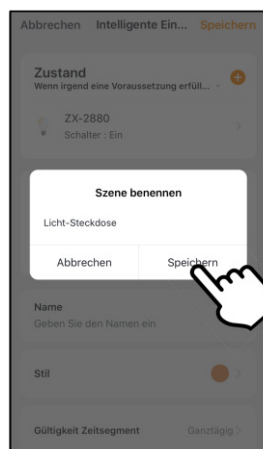 Abbrechen Intelligente Ein... Speichern
Zustand
Wenn irgend eine Voraussetzung erfüll...
ZX-2880
Schalter : Ein
Szene benennen
Licht-Steckdose
Abbrechen Speichern
Name
Geben Sie den Namen ein
Stil
Gültigkeit Zeitsegment Ganztägig